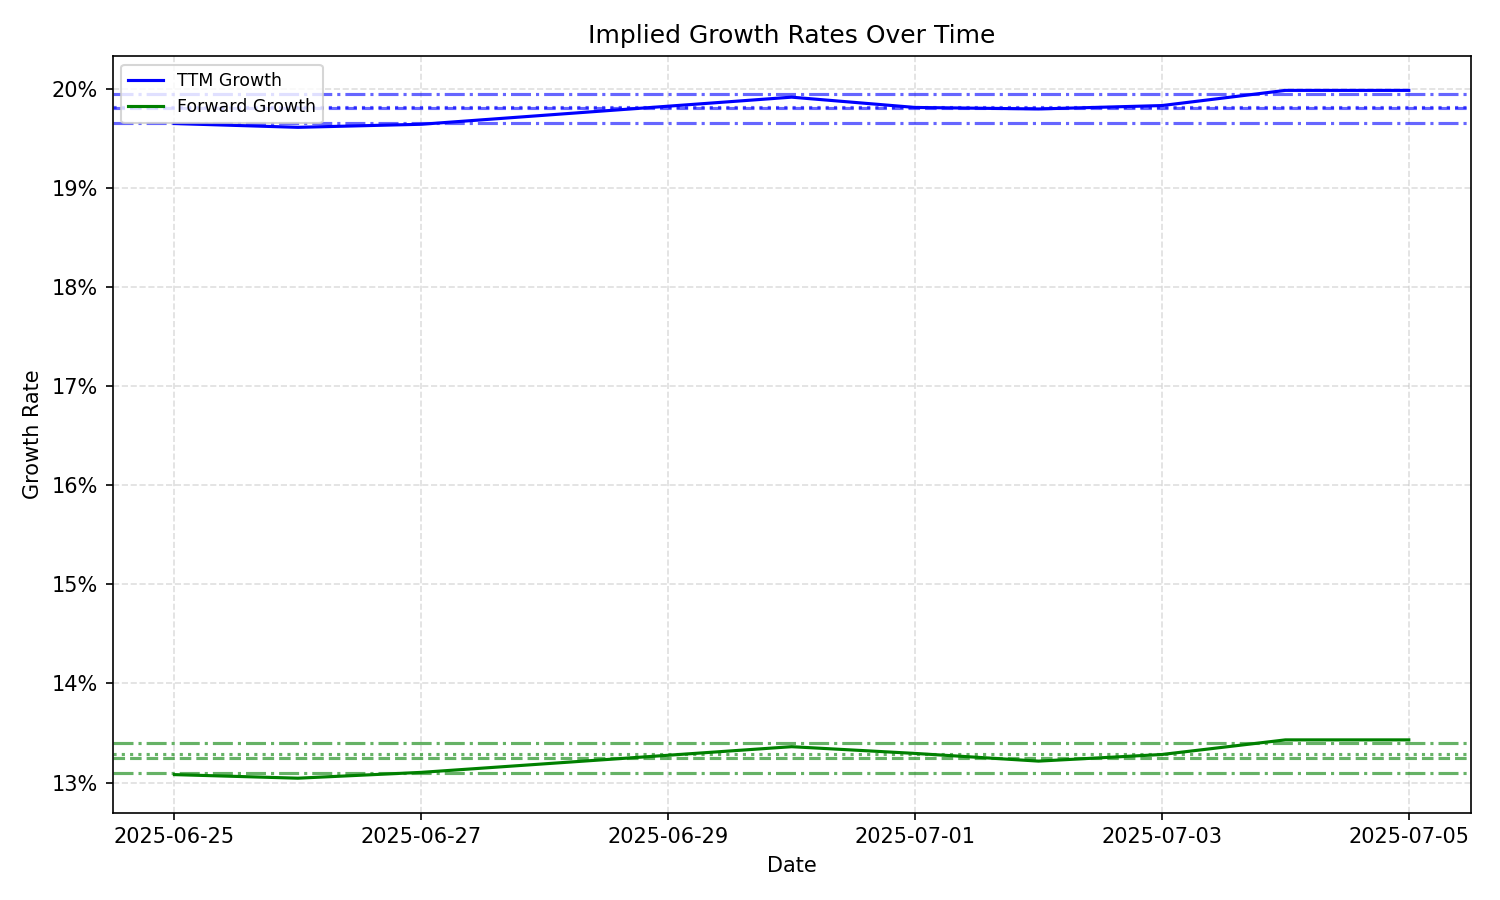 Implied Growth Rates Over Time
TTM Growth
Forward Growth
20%
19%
18%
17%
16%
15%
14%
13%
Growth Rate
2025-06-25
2025-06-27
2025-06-29
2025-07-01
2025-07-03
2025-07-05
Date